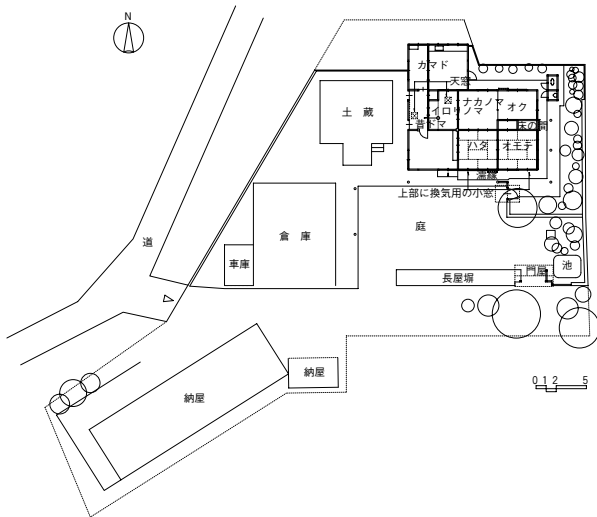 N
カマド
天窓
土　蔵
ナカノマ
オク
イロリノマ
昔ドマ
床の間
ハタ
オモテ
濡縁
上部に換気用の小窓
庭
道
倉　庫
車庫
長屋塀
門屋
池
納屋
納屋
0 1 2 5